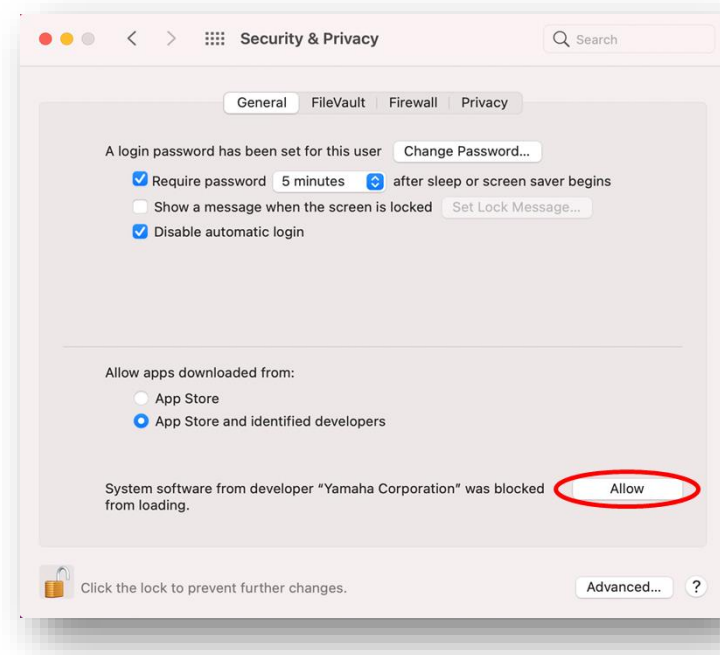 Security & Privacy
Search
General FileVault Firewall Privacy
A login password has been set for this user Change Password...
Require password 5 minutes after sleep or screen saver begins
Show a message when the screen is locked Set Lock Message...
Disable automatic login
Allow apps downloaded from:
App Store
App Store and identified developers
System software from developer “Yamaha Corporation” was blocked Allow
from loading.
Click the lock to prevent further changes. Advanced... ?